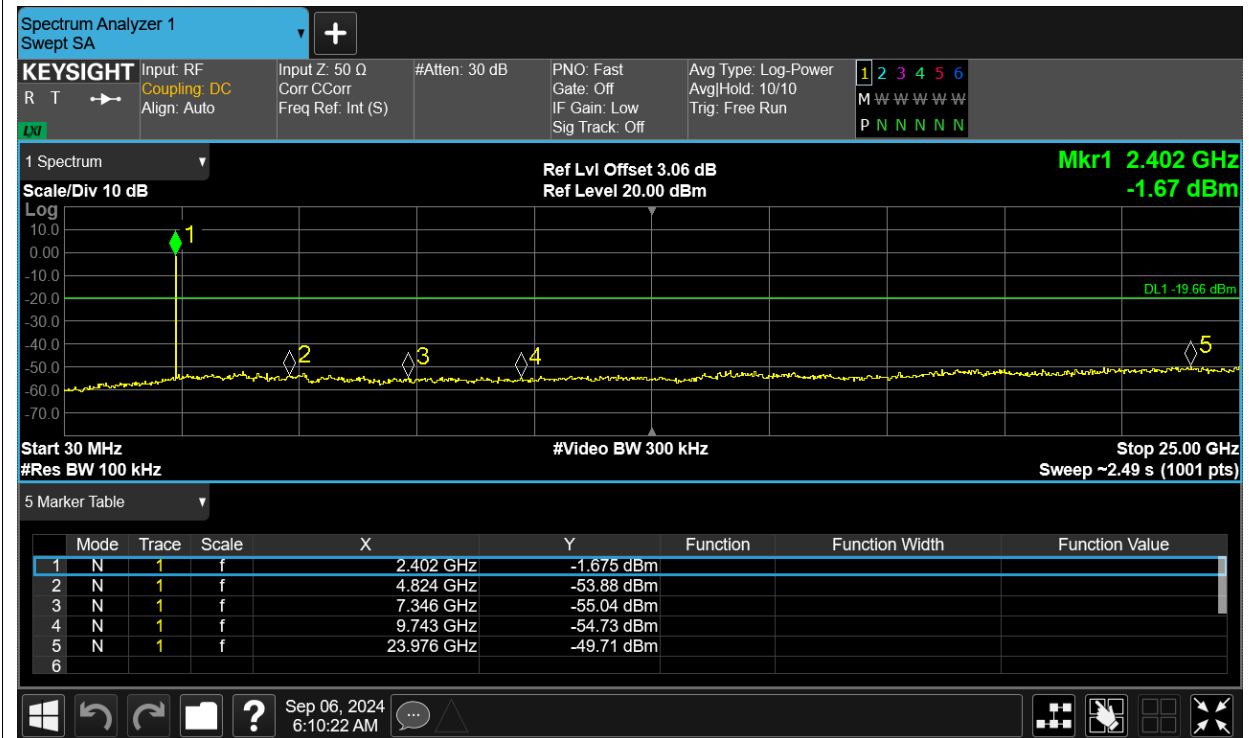 Spectrum Analyzer 1
Swept SA
+
KEYSIGHT
R T
LXI
Input: RF
Coupling: DC
Align: Auto
Input Z: 50 Ω
Corr CCorr
Freq Ref: Int (S)
#Atten: 30 dB
PNO: Fast
Gate: Off
IF Gain: Low
Sig Track: Off
Avg Type: Log-Power
Avg|Hold: 10/10
Trig: Free Run
1 2 3 4 5 6
M W W W W W
P N N N N N
1 Spectrum
Scale/Div 10 dB
Ref Lvl Offset 3.06 dB
Ref Level 20.00 dBm
Mkr1 2.402 GHz
-1.67 dBm
Log
10.0
0.00
-10.0
-20.0
-30.0
-40.0
-50.0
-60.0
-70.0
1
2
3
4
5
DL1 -19.66 dBm
Start 30 MHz
#Video BW 300 kHz
Stop 25.00 GHz
#Res BW 100 kHz
Sweep ~2.49 s (1001 pts)
5 Marker Table
Mode Trace Scale X Y Function Function Width Function Value
1 N 1 f 2.402 GHz -1.675 dBm
2 N 1 f 4.824 GHz -53.88 dBm
3 N 1 f 7.346 GHz -55.04 dBm
4 N 1 f 9.743 GHz -54.73 dBm
5 N 1 f 23.976 GHz -49.71 dBm
6
?
Sep 06, 2024
6:10:22 AM